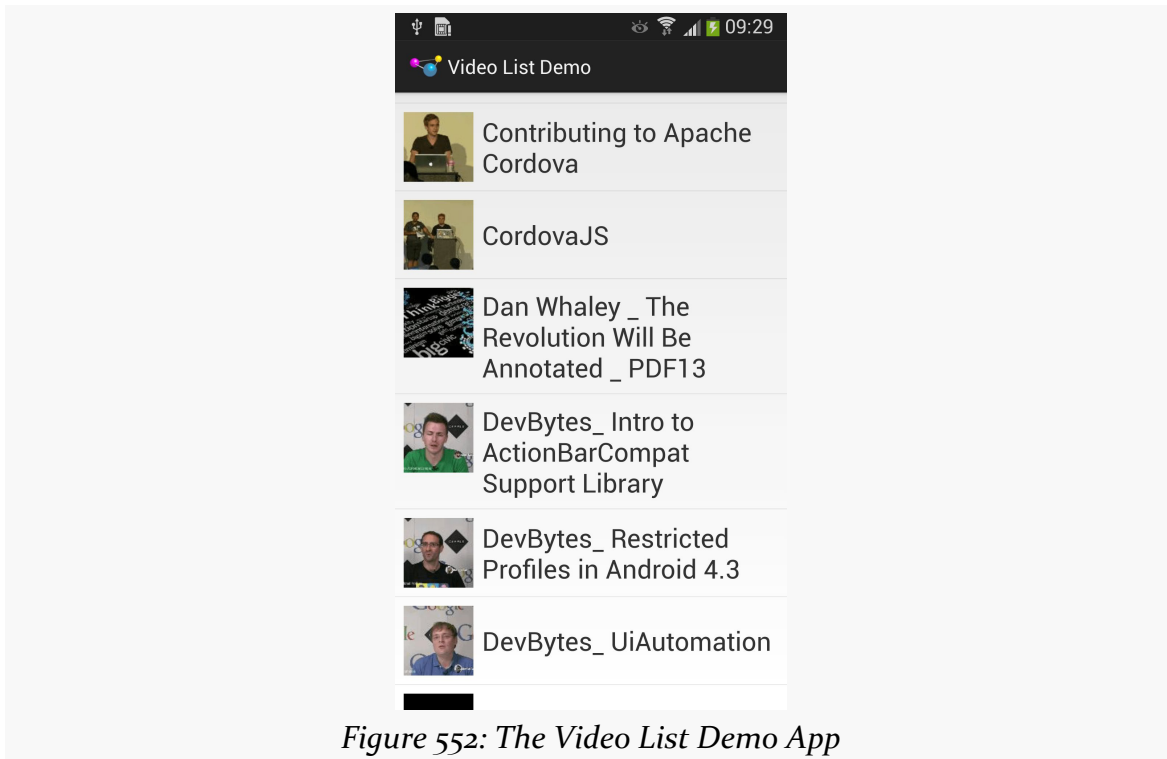 09:29
Video List Demo
Contributing to Apache
Cordova
CordovaJS
Dan Whaley _ The
Revolution Will Be
Annotated _ PDF13
DevBytes_ Intro to
ActionBarCompat
Support Library
DevBytes_ Restricted
Profiles in Android 4.3
DevBytes_ UiAutomation
Figure 552: The Video List Demo App